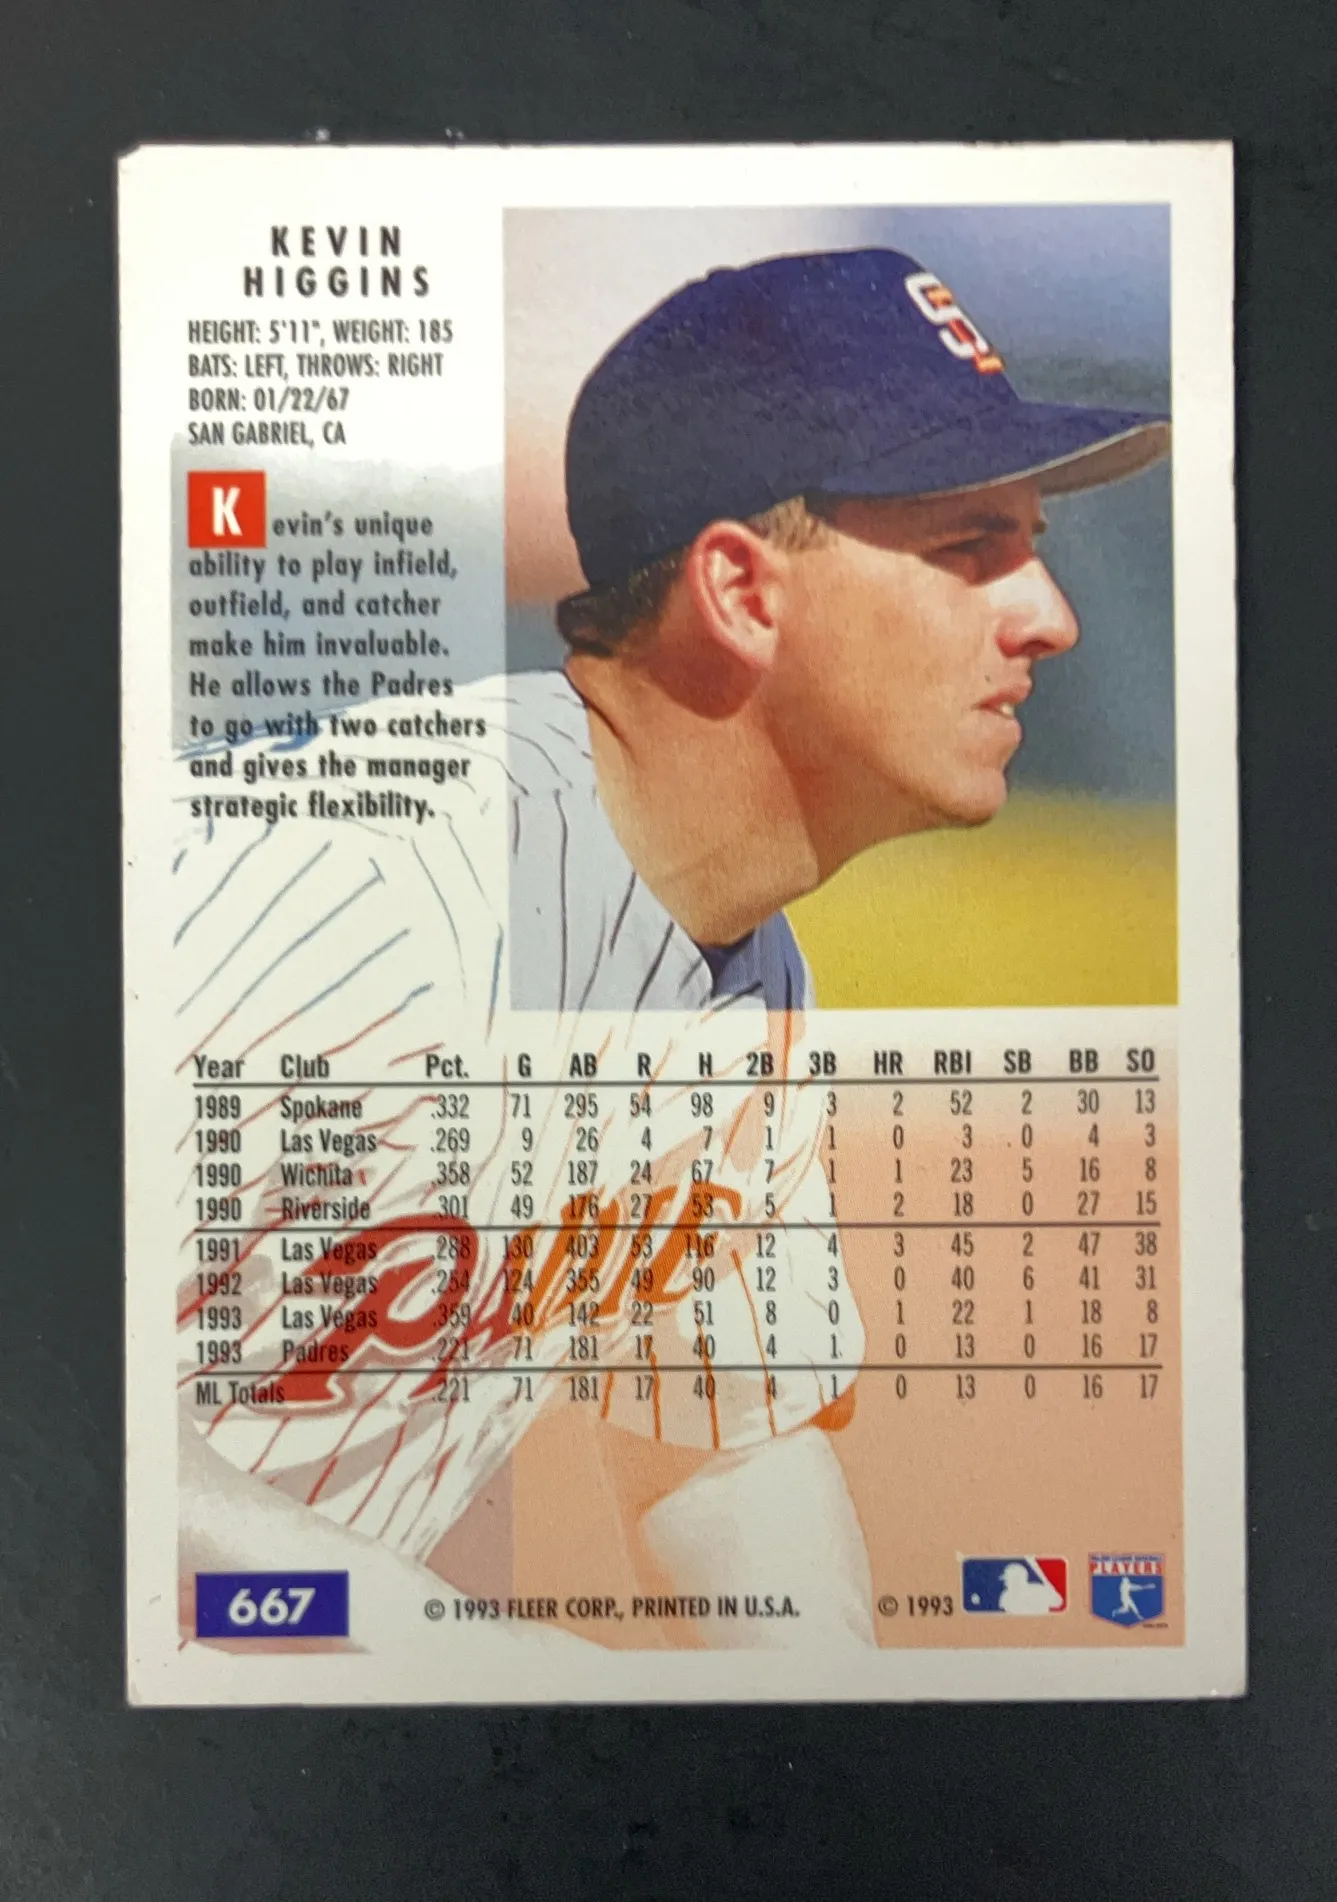 KEVIN
HIGGINS
HEIGHT: 5'11", WEIGHT: 185
BATS: LEFT, THROWS: RIGHT
BORN: 01/22/67
SAN GABRIEL, CA
Kevin's unique
ability to play infield,
outfield, and catcher
make him invaluable.
He allows the Padres
to go with two catchers
and gives the manager
strategic flexibility.
SD
Year Club Pct. G AB R H 2B 3B HR RBI SB BB SO
1989 Spokane .332 71 295 54 98 9 3 2 52 2 30 13
1990 Las Vegas .269 9 26 4 7 1 1 0 3 0 4 3
1990 Wichita .358 52 187 24 67 7 1 1 23 5 16 8
1990 Riverside .301 49 176 27 53 5 1 2 18 0 27 15
1991 Las Vegas .288 130 403 53 116 12 4 3 45 2 47 38
1992 Las Vegas .254 124 355 49 90 12 3 0 40 6 41 31
1993 Las Vegas .359 40 142 22 51 8 0 1 22 1 18 8
1993 Padres .221 71 181 17 40 4 1 0 13 0 16 17
ML Totals .221 71 181 17 40 4 1 0 13 0 16 17
667
© 1993 FLEER CORP., PRINTED IN U.S.A.
© 1993
MAJOR LEAGUE BASEBALL
PLAYERS